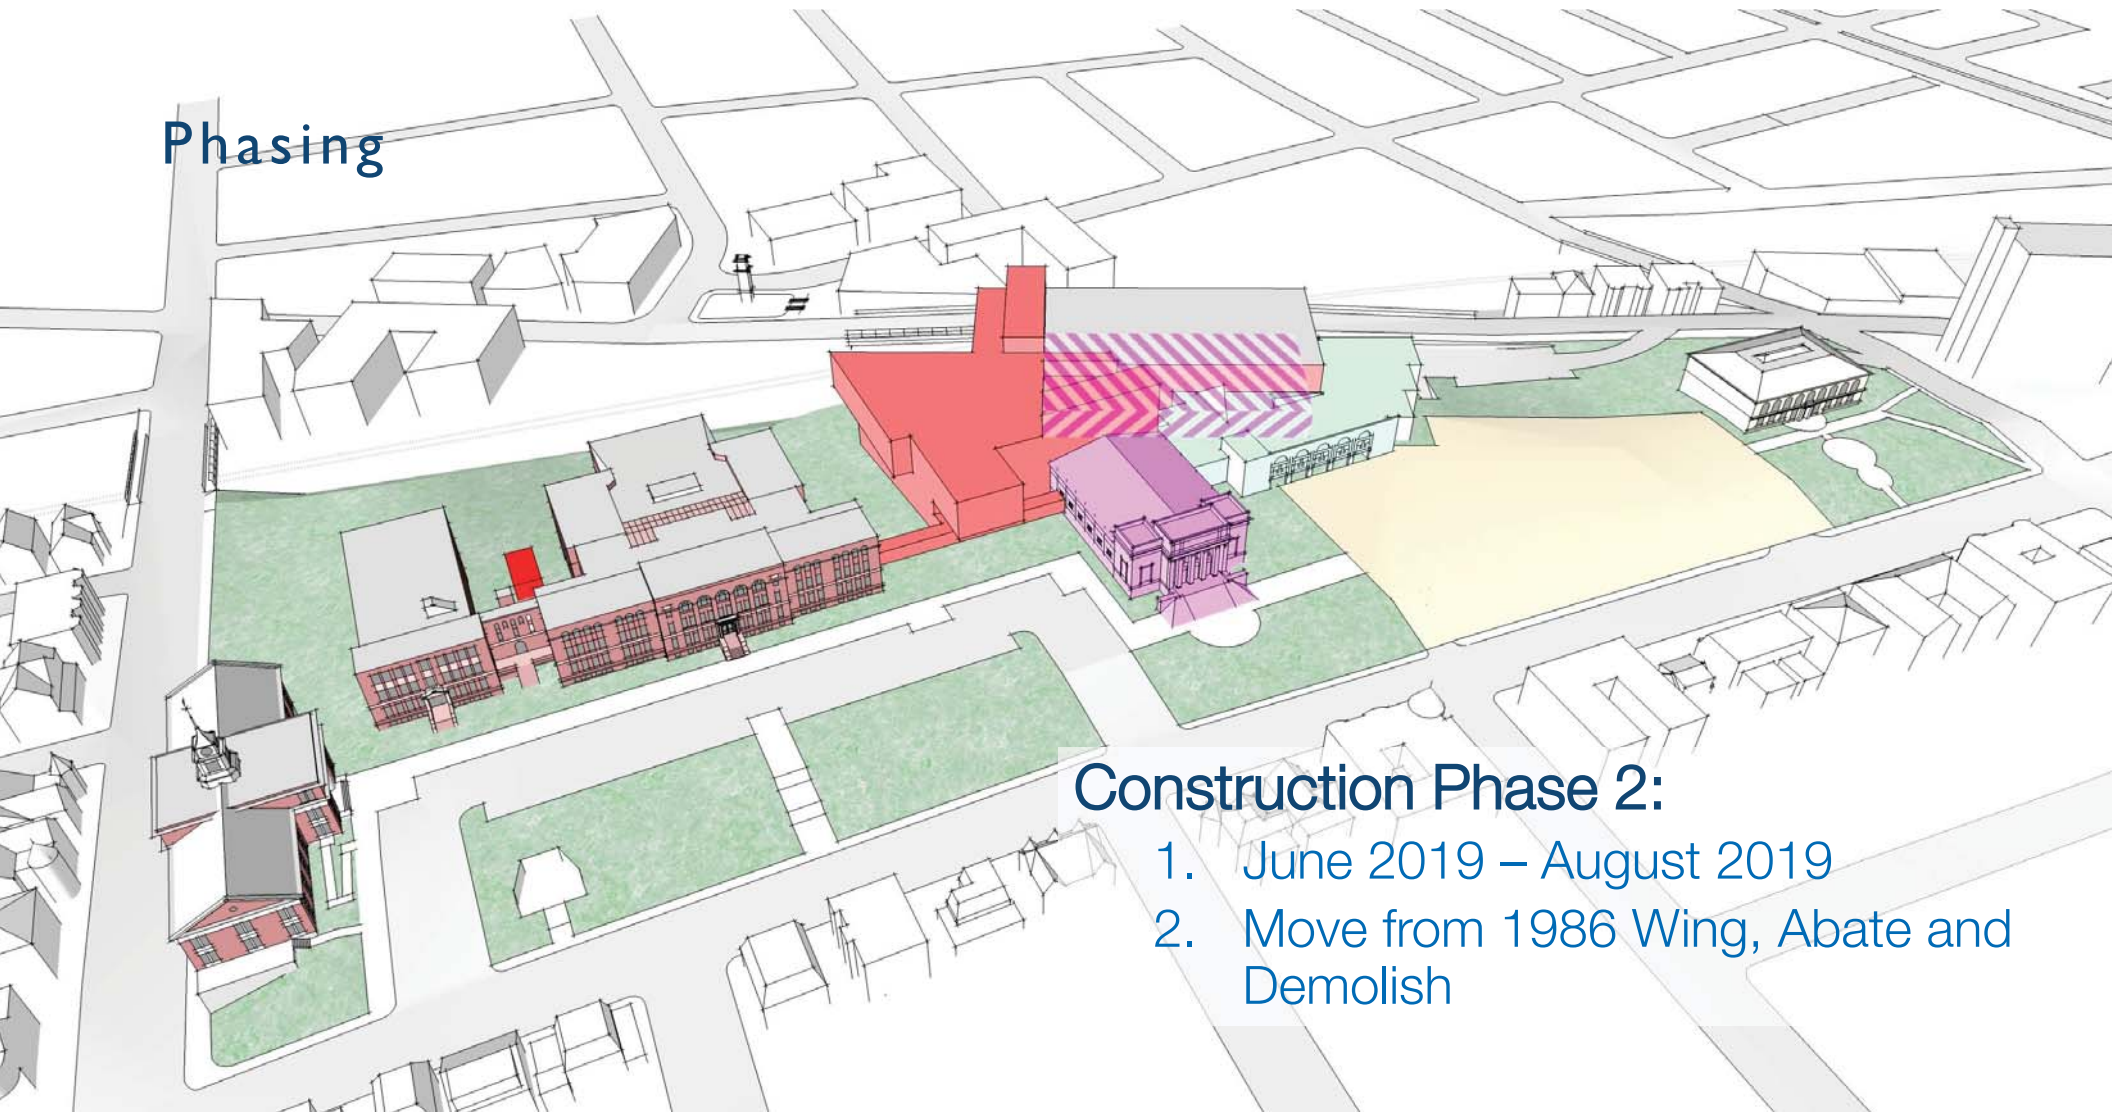 Phasing
Construction Phase 2:
1. June 2019 – August 2019
2. Move from 1986 Wing, Abate and
Demolish